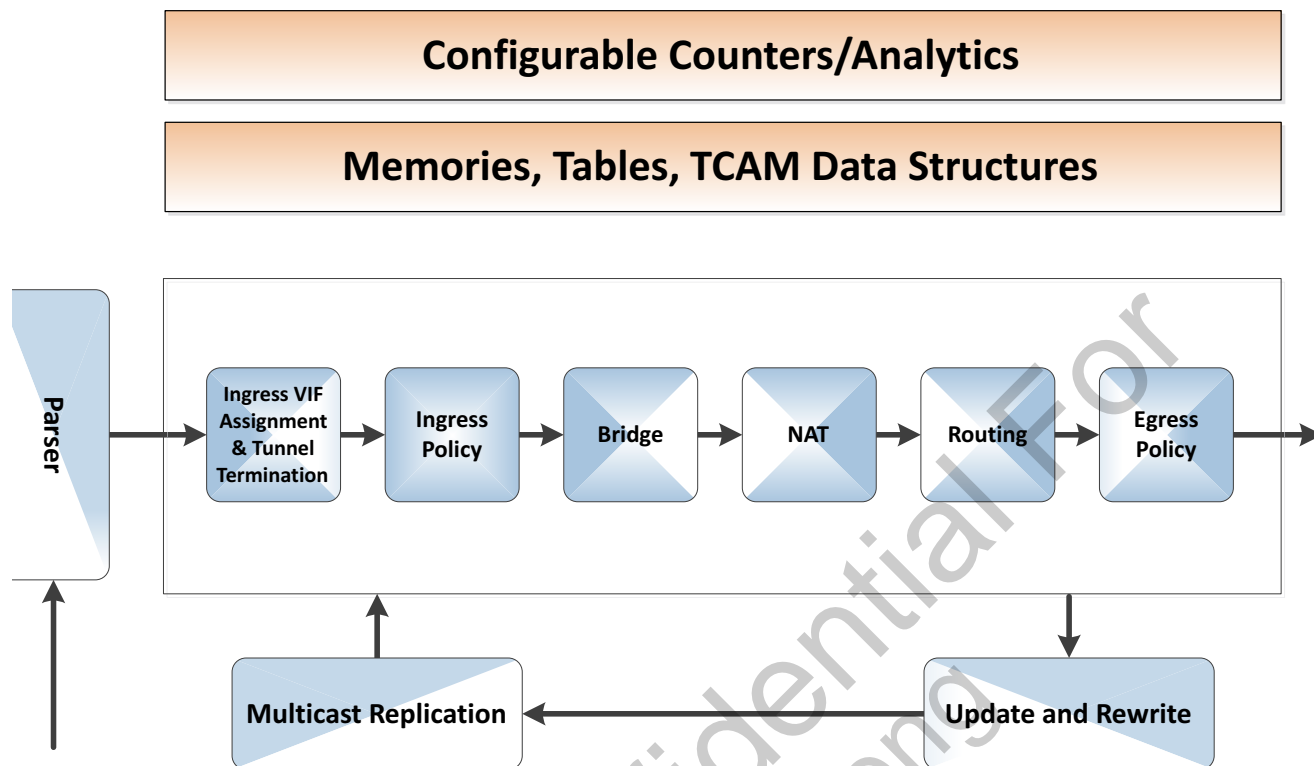 Configurable Counters/Analytics
Memories, Tables, TCAM Data Structures
Parser
Ingress VIF
Assignment
& Tunnel
Termination
Ingress
Policy
Bridge
NAT
Routing
Egress
Policy
Multicast Replication
Update and Rewrite
For